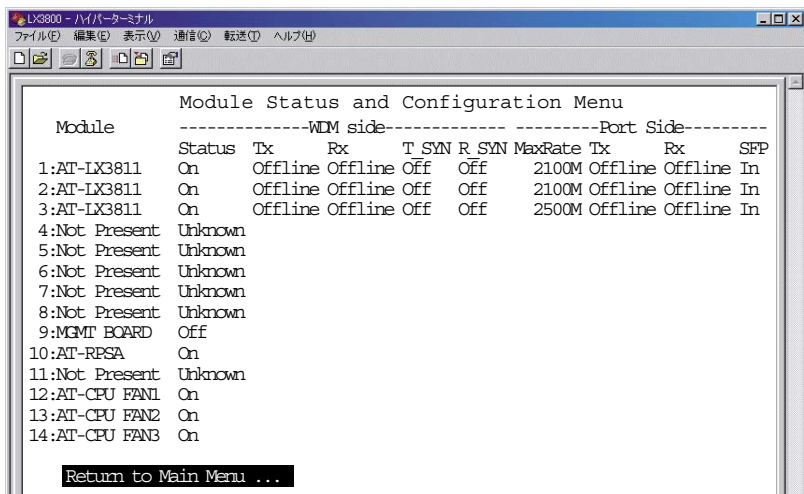 LX3800 - ハイパーターミナル
ファイル(F) 編集(E) 表示(V) 通信(C) 転送(T) ヘルプ(H)
Module Status and Configuration Menu
Module --------------WDM side------------- ---------Port Side---------
Status Tx Rx T_SYN R_SYN MaxRate Tx Rx SFP
1:AT-LX3811 On Offline Offline Off Off 2100M Offline Offline In
2:AT-LX3811 On Offline Offline Off Off 2100M Offline Offline In
3:AT-LX3811 On Offline Offline Off Off 2500M Offline Offline In
4:Not Present Unknown
5:Not Present Unknown
6:Not Present Unknown
7:Not Present Unknown
8:Not Present Unknown
9:MGMT BOARD Off
10:AT-RPSA On
11:Not Present Unknown
12:AT-CPU FAN1 On
13:AT-CPU FAN2 On
14:AT-CPU FAN3 On
Return to Main Menu ...